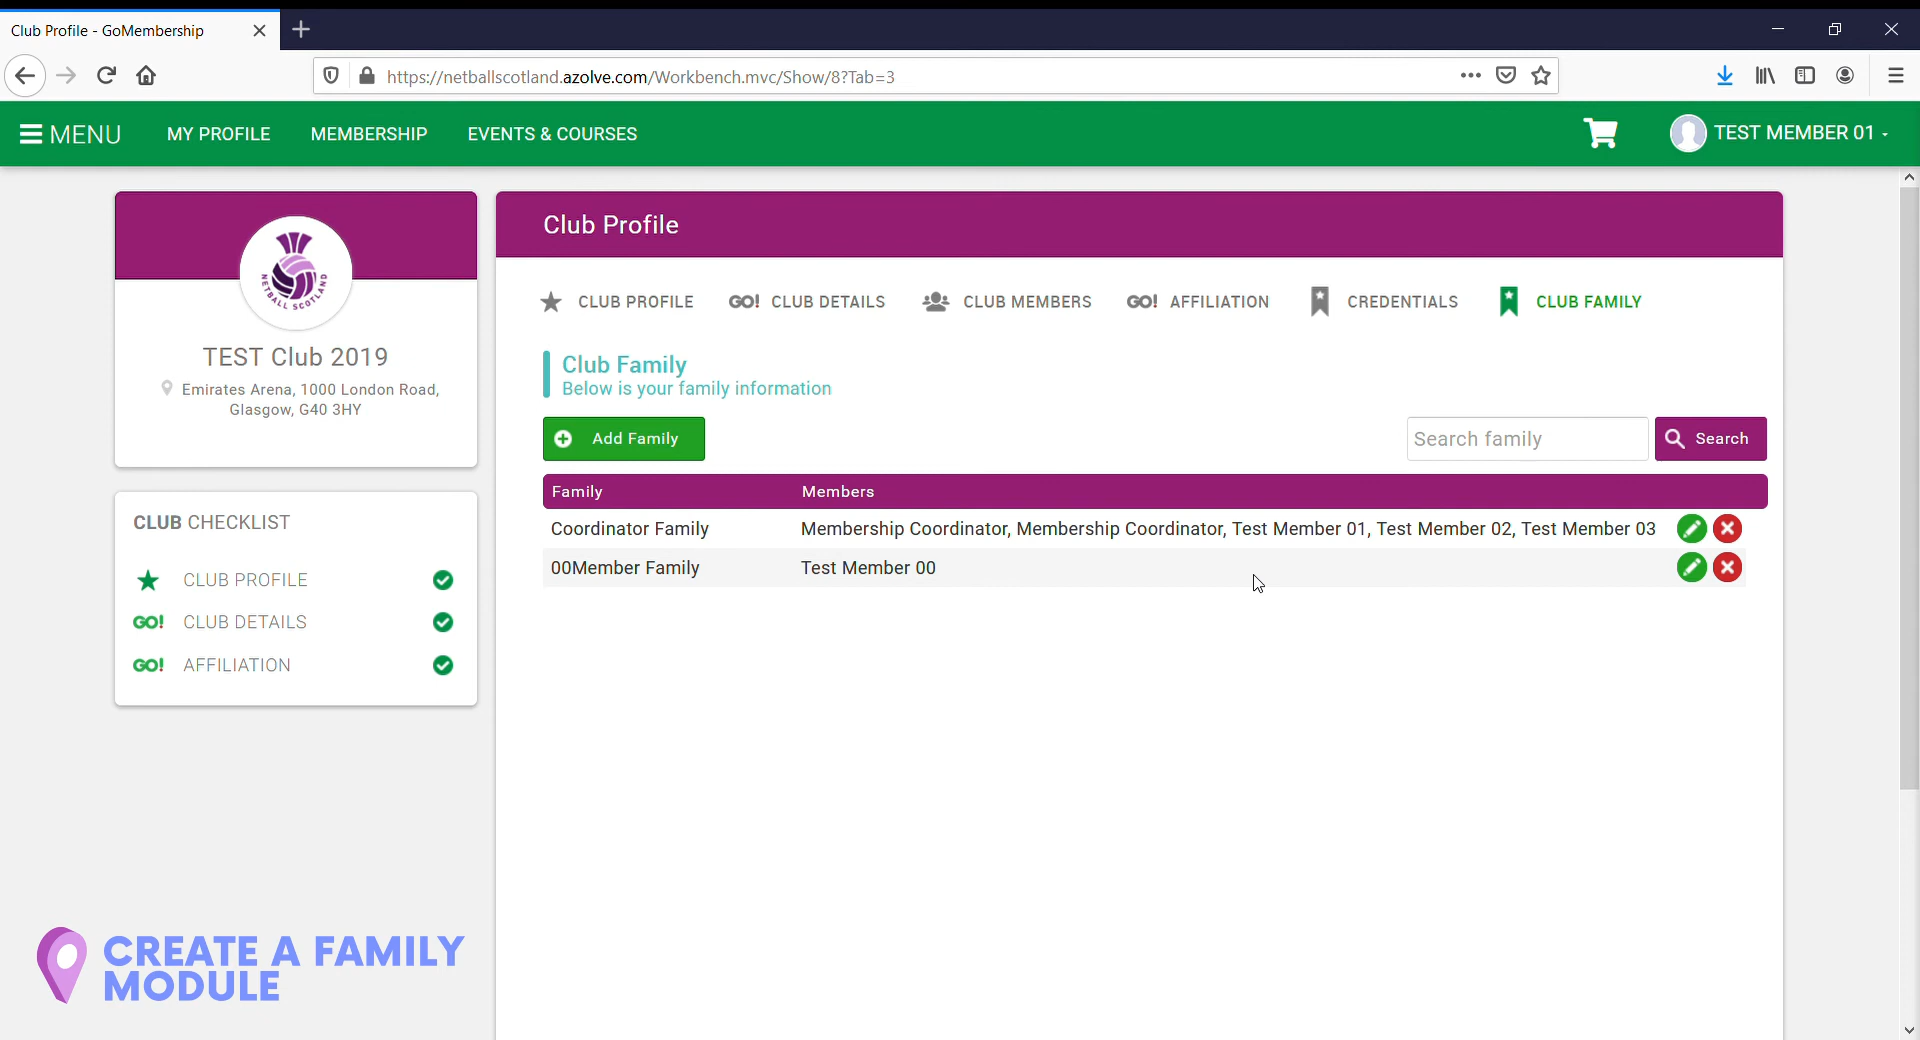 Club Profile - GoMembership
https://netballscotland.azolve.com/Workbench.mvc/Show/8?Tab=3
MENU MY PROFILE MEMBERSHIP EVENTS & COURSES TEST MEMBER 01
NETBALL SCOTLAND
TEST Club 2019
Emirates Arena, 1000 London Road,
Glasgow, G40 3HY
CLUB CHECKLIST
CLUB PROFILE
GO! CLUB DETAILS
GO! AFFILIATION
Club Profile
CLUB PROFILE GO! CLUB DETAILS CLUB MEMBERS GO! AFFILIATION CREDENTIALS CLUB FAMILY
Club Family
Below is your family information
Add Family Search family Search
Family Members
Coordinator Family Membership Coordinator, Membership Coordinator, Test Member 01, Test Member 02, Test Member 03
00Member Family Test Member 00
CREATE A FAMILY
MODULE